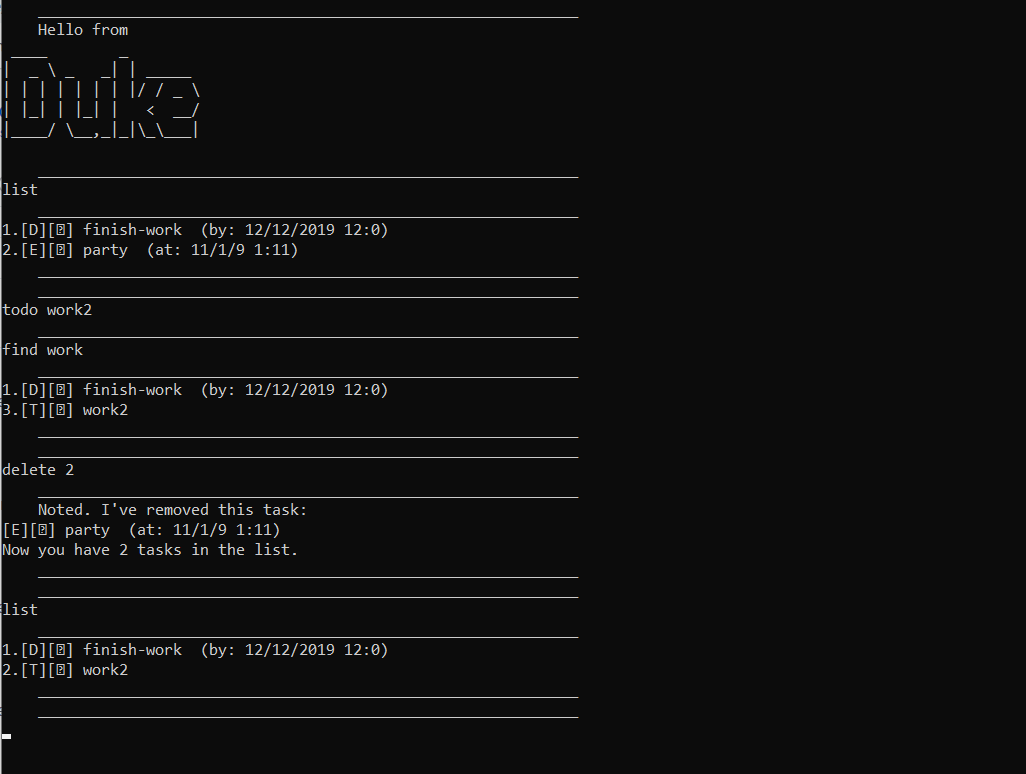 ____________________________________________________________
    Hello from
 ____        _
|  _ \ _   _| | _____
| | | | | | | |/ / _ \
| |_| | |_| |   <  __/
|____/ \__,_|_|\_\___|

    ____________________________________________________________
list
    ____________________________________________________________
1.[D][⍰] finish-work  (by: 12/12/2019 12:0)
2.[E][⍰] party  (at: 11/1/9 1:11)
    ____________________________________________________________
    ____________________________________________________________
todo work2
    ____________________________________________________________
find work
    ____________________________________________________________
1.[D][⍰] finish-work  (by: 12/12/2019 12:0)
3.[T][⍰] work2
    ____________________________________________________________
    ____________________________________________________________
delete 2
    ____________________________________________________________
    Noted. I've removed this task:
[E][⍰] party  (at: 11/1/9 1:11)
Now you have 2 tasks in the list.
    ____________________________________________________________
    ____________________________________________________________
list
    ____________________________________________________________
1.[D][⍰] finish-work  (by: 12/12/2019 12:0)
2.[T][⍰] work2
    ____________________________________________________________
    ____________________________________________________________